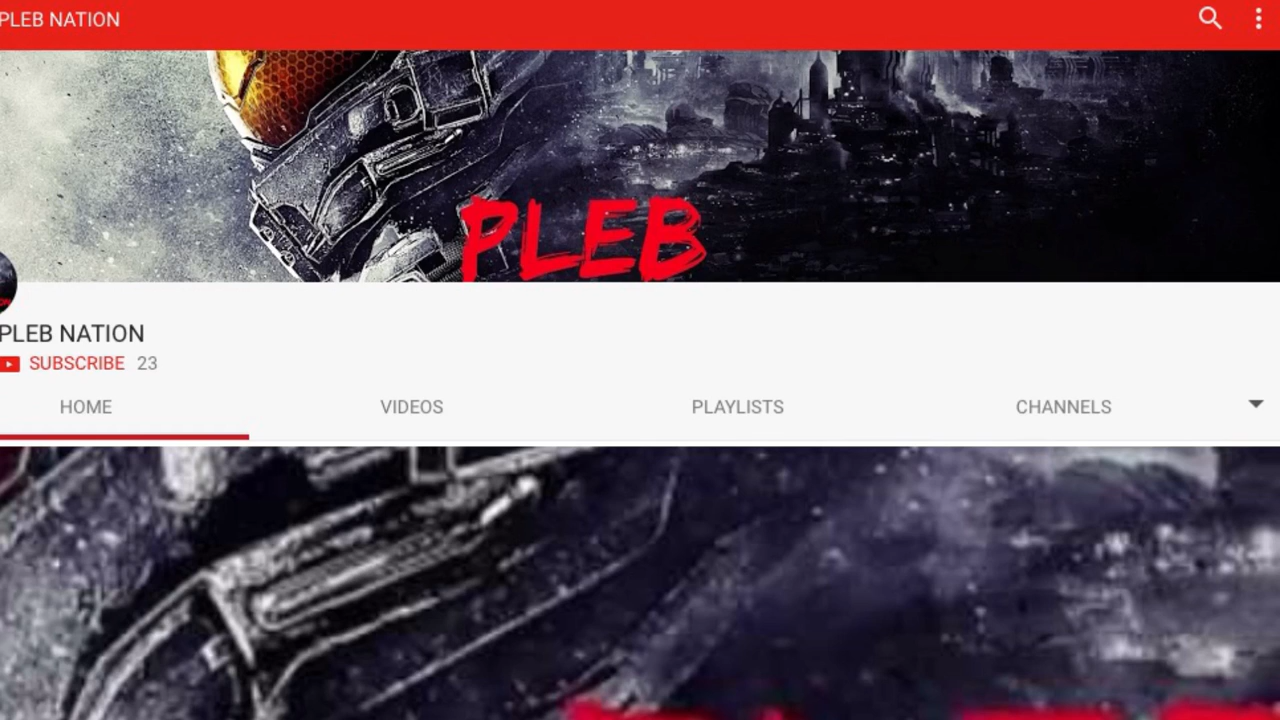 PLEB NATION
PLEB
PLEB NATION
SUBSCRIBE 23
HOME VIDEOS PLAYLISTS CHANNELS